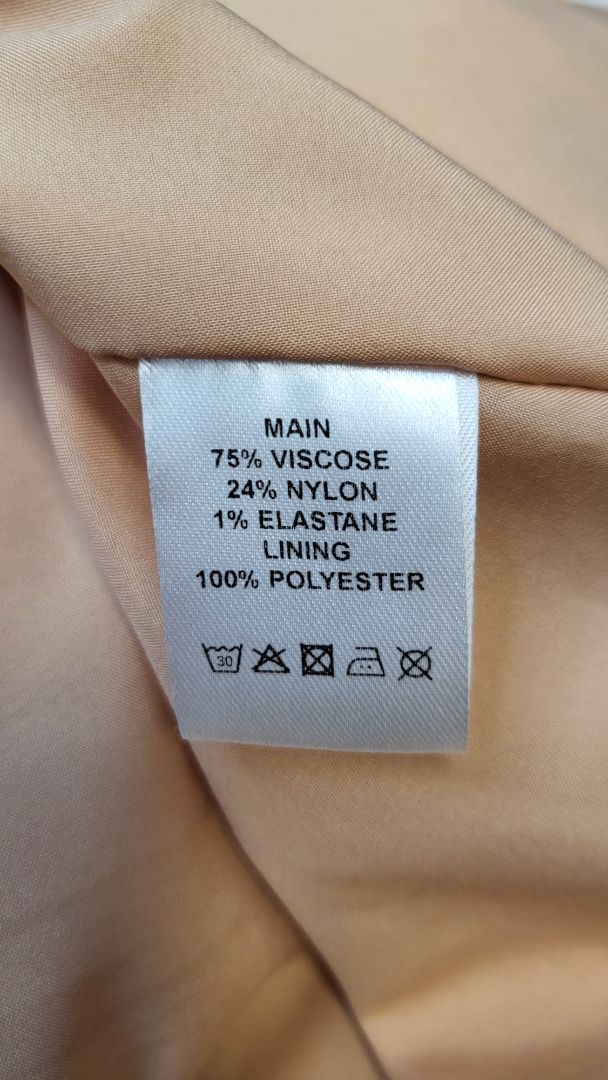 MAIN
75% VISCOSE
24% NYLON
1% ELASTANE
LINING
100% POLYESTER
30